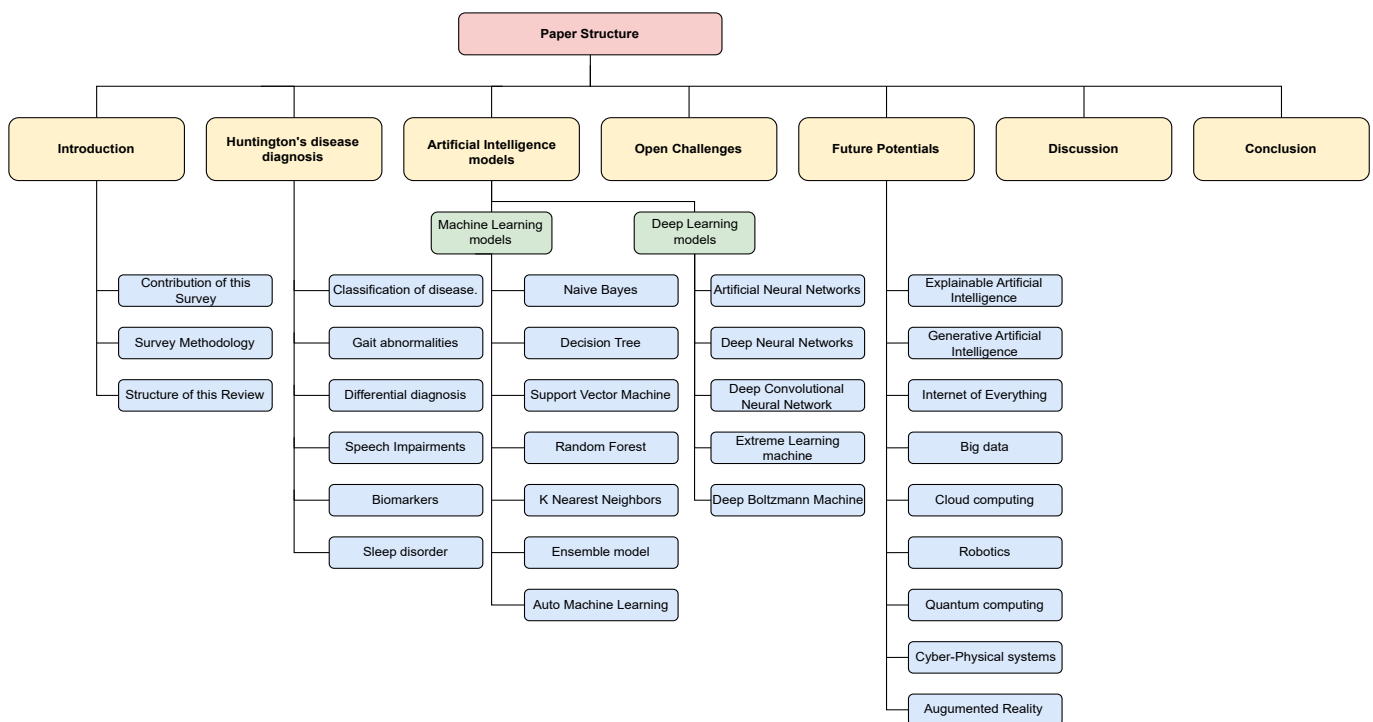 Paper Structure
Introduction
Huntington's disease
diagnosis
Artificial Intelligence
models
Open Challenges
Future Potentials
Discussion
Conclusion
Machine Learning
models
Deep Learning
models
Contribution of this
Survey
Survey Methodology
Structure of this Review
Classification of disease.
Gait abnormalities
Differential diagnosis
Speech Impairments
Biomarkers
Sleep disorder
Naive Bayes
Decision Tree
Support Vector Machine
Random Forest
K Nearest Neighbors
Ensemble model
Auto Machine Learning
Artificial Neural Networks
Deep Neural Networks
Deep Convolutional
Neural Network
Extreme Learning
machine
Deep Boltzmann Machine
Explainable Artificial
Intelligence
Generative Artificial
Intelligence
Internet of Everything
Big data
Cloud computing
Robotics
Quantum computing
Cyber-Physical systems
Augumented Reality